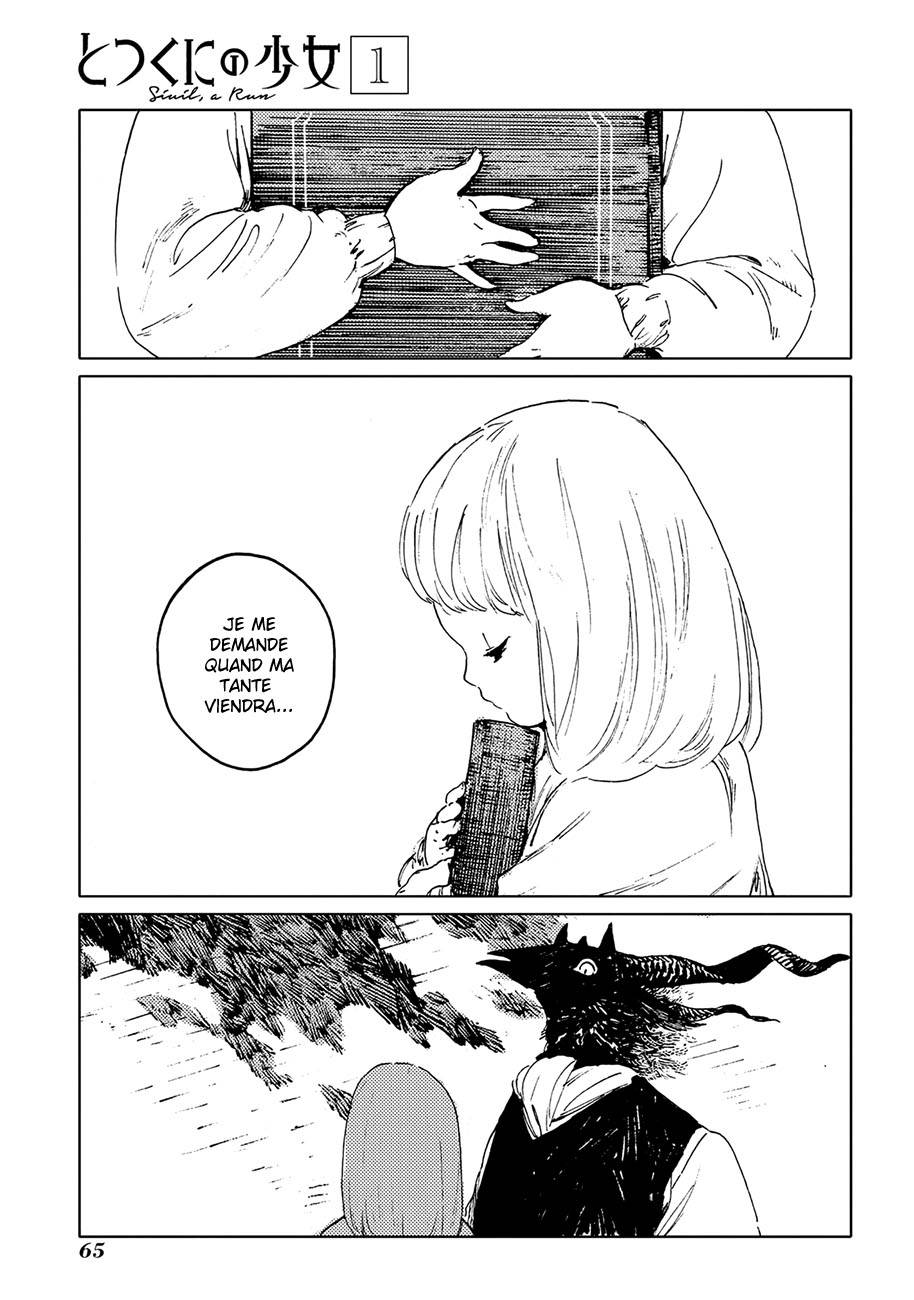 とつくにの少女 1
Siúil, a Rún
JE ME
DEMANDE
QUAND MA
TANTE
VIENDRA...
65